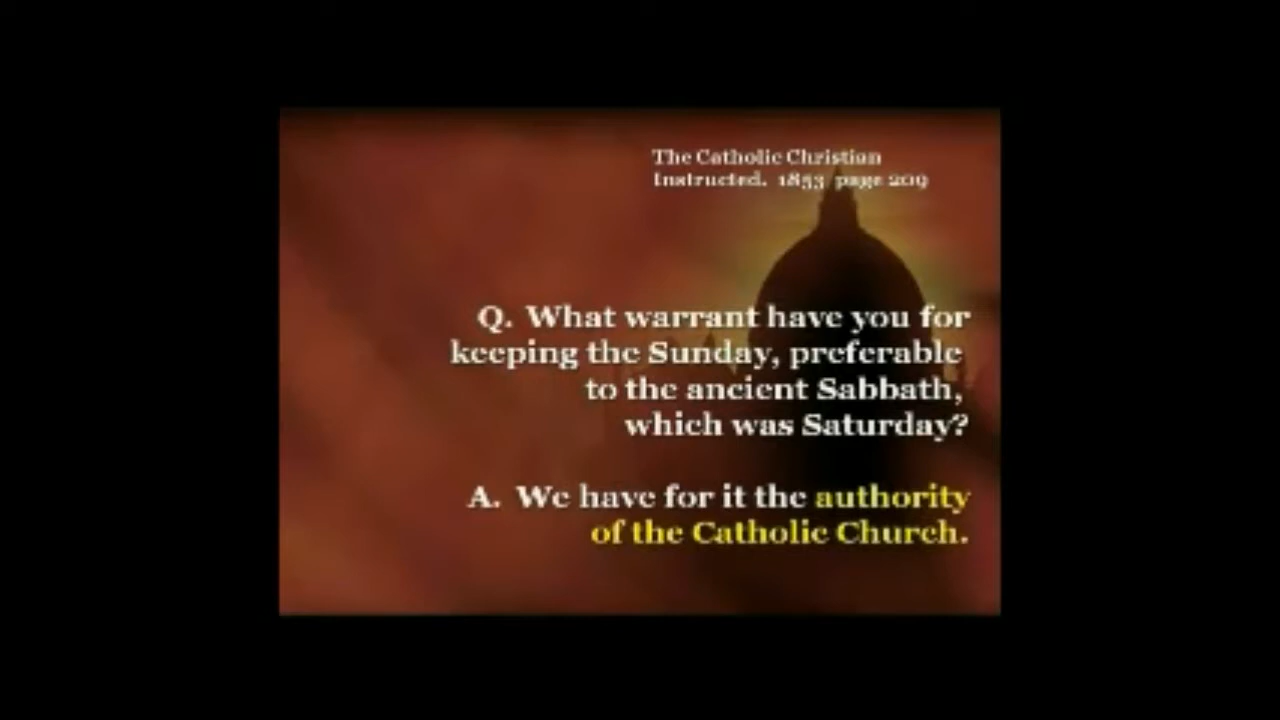 The Catholic Christian
Instructed. 1853 page 209
Q. What warrant have you for
keeping the Sunday, preferable
to the ancient Sabbath,
which was Saturday?
A. We have for it the authority
of the Catholic Church.